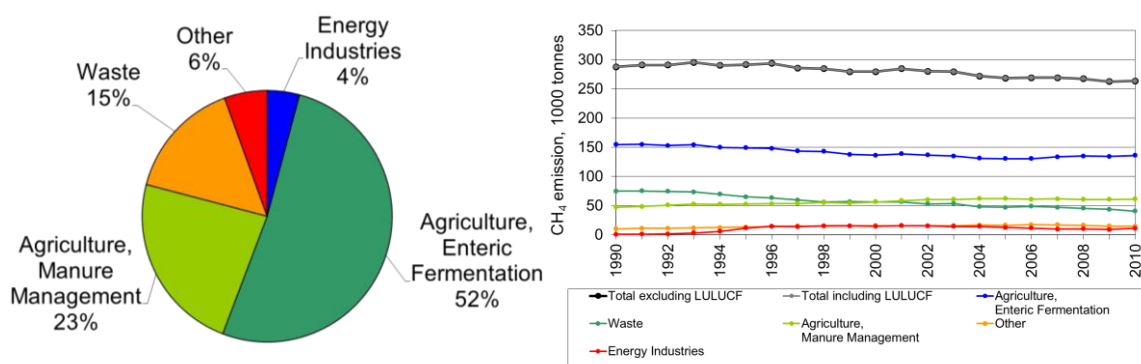 Energy
Industries
4%
Other
6%
Waste
15%
Agriculture,
Manure
Management
23%
Agriculture,
Enteric
Fermentation
52%
CH4 emission, 1000 tonnes
350
300
250
200
150
100
50
0
1990
1992
1994
1996
1998
2000
2002
2004
2006
2008
2010
Total excluding LULUCF
Total including LULUCF
Agriculture,
Enteric Fermentation
Waste
Agriculture,
Manure Management
Other
Energy Industries